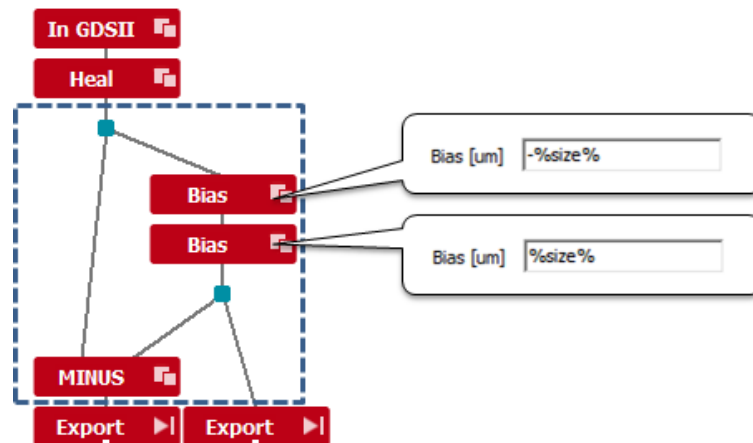 In GDSII
Heal
Bias [um] -%size%
Bias
Bias
Bias [um] %size%
MINUS
Export
Export